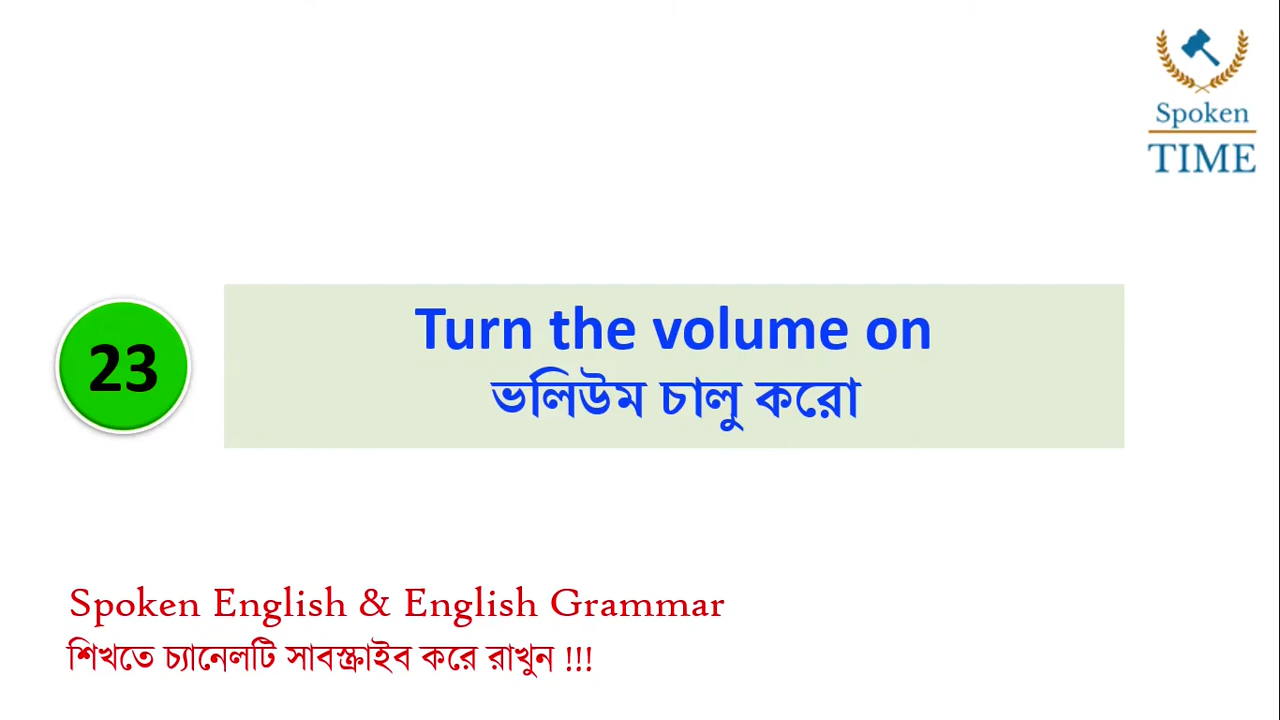 Spoken
TIME
23
Turn the volume on
ভলিউম চালু করো
Spoken English & English Grammar
শিখতে চ্যানেলটি সাবস্ক্রাইব করে রাখুন !!!